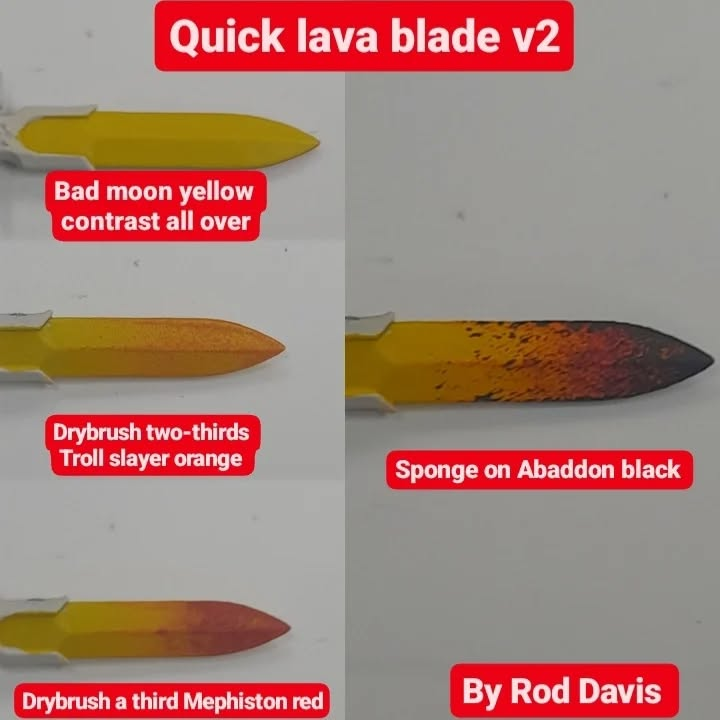 Quick lava blade v2
Bad moon yellow
contrast all over
Drybrush two-thirds
Troll slayer orange
Drybrush a third Mephiston red
Sponge on Abaddon black
By Rod Davis